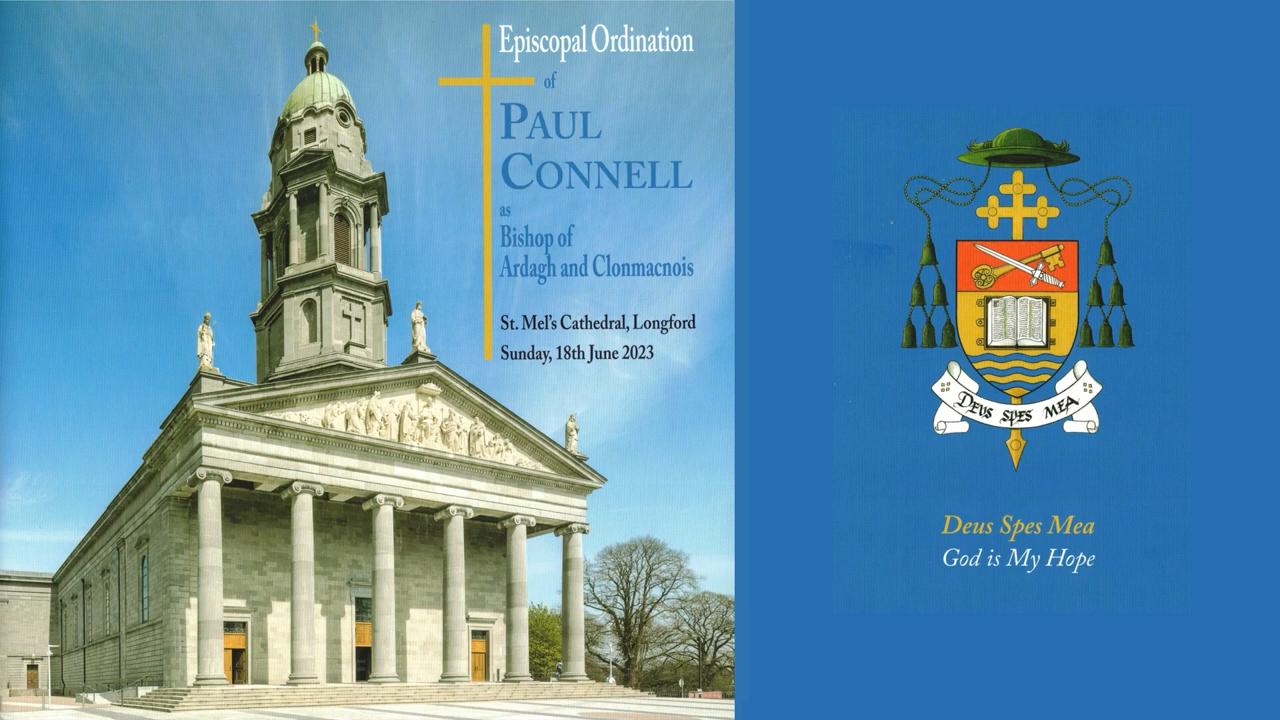 Episcopal Ordination
of
PAUL
CONNELL
as
Bishop of
Ardagh and Clonmacnois
St. Mel's Cathedral, Longford
Sunday, 18th June 2023
DEUS SPES MEA
Deus Spes Mea
God is My Hope